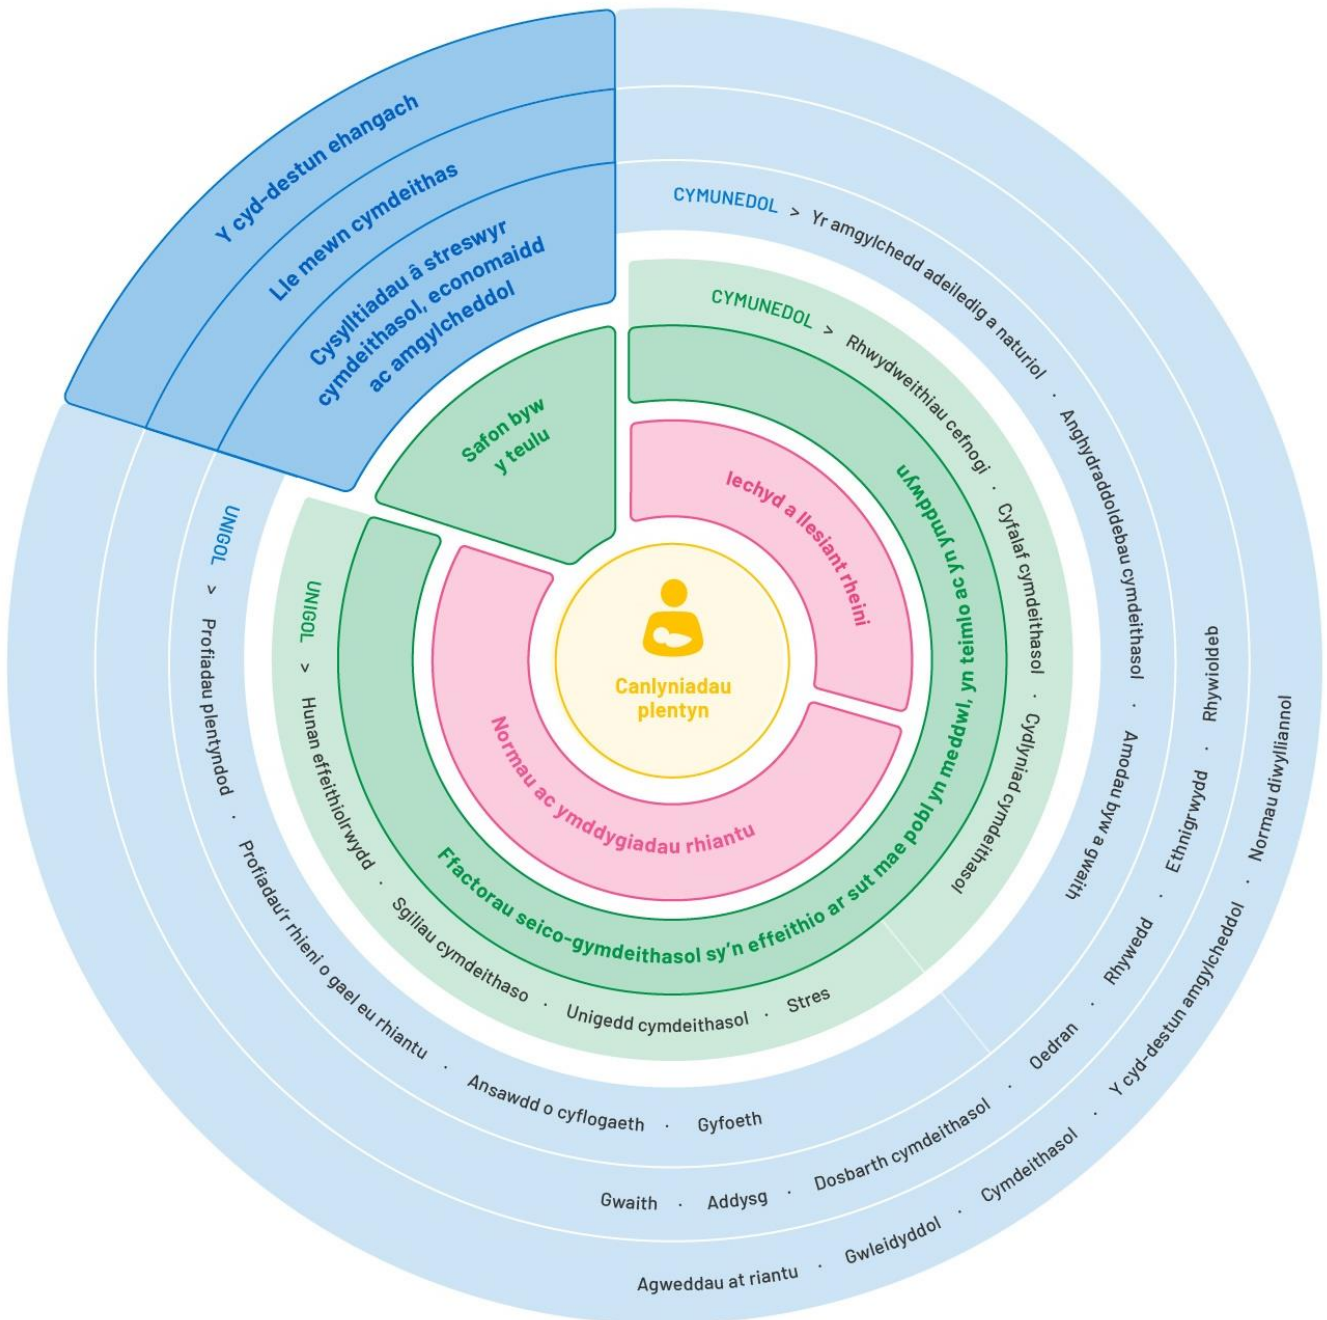 Y cyd-destun ehangach
Lle mewn cymdeithas
Cysylltiadau â streswyr
cymdeithasol, economaidd
ac amgylcheddol
Safon byw
y teulu
CYMUNEDOL > Yr amgylchedd adeiledig a naturiol · Anghydraddoldebau cymdeithasol · Amodau byw a gwaith
CYMUNEDOL > Rhwydweithiau cefnogi · Cyfalaf cymdeithasol · Cydlyniad cymdeithasol
Iechyd a llesiant rheini
Canlyniadau
plentyn
Normau ac ymddygiadau rhiantu
Ffactorau seico-gymdeithasol sy'n effeithio ar sut mae pobl yn meddwl, yn teimlo ac yn ymddwyn
UNIGOL > Hunan effeithiolrwydd · Sgiliau cymdeithaso · Unigedd cymdeithasol · Stres
UNIGOL > Profiadau plentyndod · Profiadau'r rhieni o gael eu rhiantu · Ansawdd o cyflogaeth · Gyfoeth
Gwaith · Addysg · Dosbarth cymdeithasol · Oedran · Rhywedd · Ethnigrwydd · Rhywioldeb
Agweddau at riantu · Gwleidyddol · Cymdeithasol · Y cyd-destun amgylcheddol · Normau diwylliannol